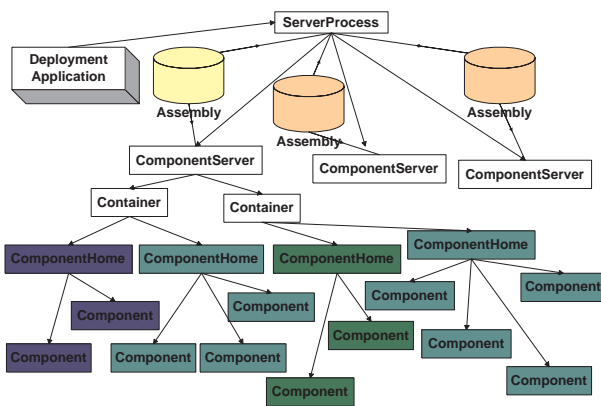 ServerProcess
Deployment
Application
Assembly
Assembly
Assembly
ComponentServer
ComponentServer
ComponentServer
Container
Container
ComponentHome
ComponentHome
ComponentHome
ComponentHome
Component
Component
Component
Component
Component
Component
Component
Component
Component
Component
Component